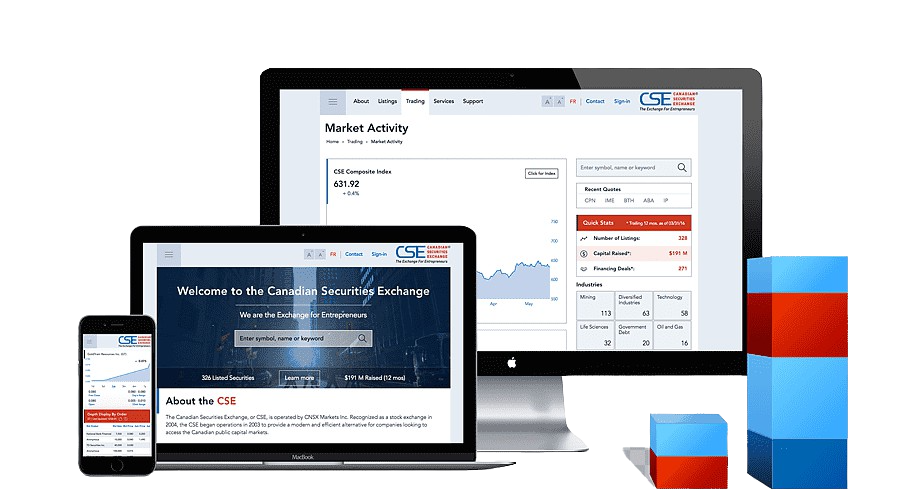 About Listings Trading Services Support
A A FR Contact Sign-in
CSE CANADIAN SECURITIES EXCHANGE
The Exchange For Entrepreneurs
Market Activity
Home Trading Market Activity
CSE Composite Index
631.92
+ 0.4%
Click for Index
750
700
650
600
550
500
Apr May
Enter symbol, name or keyword
Recent Quotes
CPN IME BTH ABA IP
Quick Stats * Trailing 12 mos. as of 03/31/16
Number of Listings: 328
Capital Raised*: $191 M
Financing Deals*: 271
Industries
Mining 113
Diversified Industries 63
Technology 58
Life Sciences 32
Government Debt 20
Oil and Gas 16
A A FR Contact Sign-in
CSE CANADIAN SECURITIES EXCHANGE
The Exchange For Entrepreneurs
Welcome to the Canadian Securities Exchange
We are the Exchange for Entrepreneurs
Enter symbol, name or keyword
326 Listed Securities Learn more $191 M Raised (12 mos)
About the CSE
The Canadian Securities Exchange, or CSE, is operated by CNSX Markets Inc. Recognized as a stock exchange in
2004, the CSE began operations in 2003 to provide a modern and efficient alternative for companies looking to
access the Canadian public capital markets.
MacBook
CSE CANADIAN SECURITIES EXCHANGE
Depth Display By Order